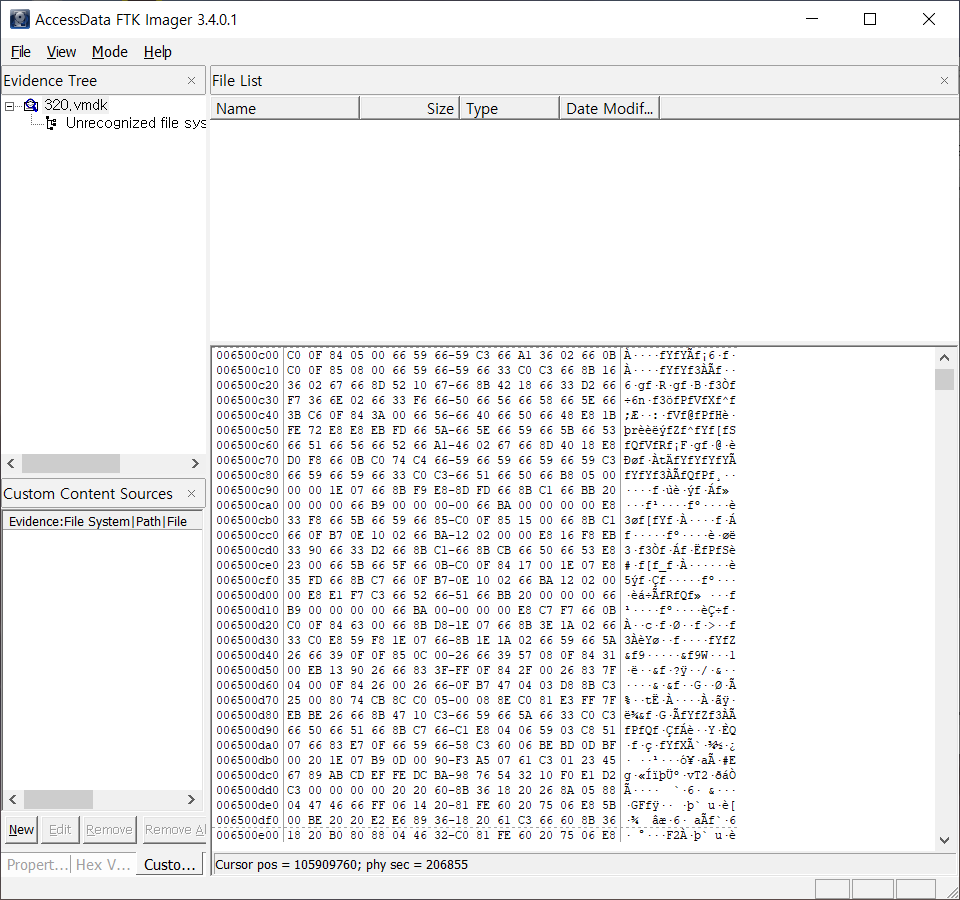 AccessData FTK Imager 3.4.0.1
File View Mode Help
Evidence Tree
320.vmdk
Unrecognized file sys
File List
Name Size Type Date Modif...
006500c00 C0 0F 84 05 00 66 59 66-59 C3 66 A1 36 02 66 0B
006500c10 C0 0F 85 08 00 66 59 66-59 66 33 C0 C3 66 8B 16
006500c20 36 02 67 66 8D 52 10 67-66 8B 42 18 66 33 D2 66
006500c30 F7 36 6E 02 66 33 F6 66-50 66 56 66 58 66 5E 66
006500c40 3B C6 0F 84 3A 00 66 56-66 40 66 50 66 48 E8 1B
006500c50 FE 72 E8 E8 EB FD 66 5A-66 5E 66 59 66 5B 66 53
006500c60 66 51 66 56 66 52 66 A1-46 02 67 66 8D 40 18 E8
006500c70 D0 F8 66 0B C0 74 C4 66-59 66 59 66 59 66 59 C3
006500c80 66 59 66 59 66 33 C0 C3-66 51 66 50 66 B8 05 00
006500c90 00 00 1E 07 66 8B F9 E8-8D FD 66 8B C1 66 BB 20
006500ca0 00 00 00 66 B9 00 00 00-00 66 BA 00 00 00 00 E8
006500cb0 33 F8 66 5B 66 59 66 85-C0 0F 85 15 00 66 8B C1
006500cc0 66 0F B7 0E 10 02 66 BA-12 02 00 00 E8 16 F8 EB
006500cd0 33 90 66 33 D2 66 8B C1-66 8B CB 66 50 66 53 E8
006500ce0 23 00 66 5B 66 5F 66 0B-C0 0F 84 17 00 1E 07 E8
006500cf0 35 FD 66 8B C7 66 0F B7-0E 10 02 66 BA 12 02 00
006500d00 00 E8 E1 F7 C3 66 52 66-51 66 BB 20 00 00 00 66
006500d10 B9 00 00 00 00 66 BA 00-00 00 00 E8 C7 F7 66 0B
006500d20 C0 0F 84 63 00 66 8B D8-1E 07 66 8B 3E 1A 02 66
006500d30 33 C0 E8 59 F8 1E 07 66-8B 1E 1A 02 66 59 66 5A
006500d40 26 66 39 0F 0F 85 0C 00-26 66 39 57 08 0F 84 31
006500d50 00 EB 13 90 26 66 83 3F-FF 0F 84 2F 00 26 83 7F
006500d60 04 00 0F 84 26 00 26 66-0F B7 47 04 03 D8 8B C3
006500d70 25 00 80 74 CB 8C C0 05-00 08 8E C0 81 E3 FF 7F
006500d80 EB BE 26 66 8B 47 10 C3-66 59 66 5A 66 33 C0 C3
006500d90 66 50 66 51 66 8B C7 66-C1 E8 04 06 59 03 C8 51
006500da0 07 66 83 E7 0F 66 59 66-58 C3 60 06 BE BD 0D BF
006500db0 00 20 1E 07 B9 0D 00 90-F3 A5 07 61 C3 01 23 45
006500dc0 67 89 AB CD EF FE DC BA-98 76 54 32 10 F0 E1 D2
006500dd0 C3 00 00 00 00 20 20 60-8B 36 18 20 26 8A 05 88
006500de0 04 47 46 66 FF 06 14 20-81 FE 60 20 75 06 E8 5B
006500df0 00 BE 20 20 E2 E6 89 36-18 20 61 C3 66 60 8B 36
006500e00 18 20 B0 80 88 04 46 32-C0 81 FE 60 20 75 06 E8
Custom Content Sources
Evidence:File System|Path|File
New Edit Remove Remove Al
Propert... Hex V... Custo...
Cursor pos = 105909760; phy sec = 206855